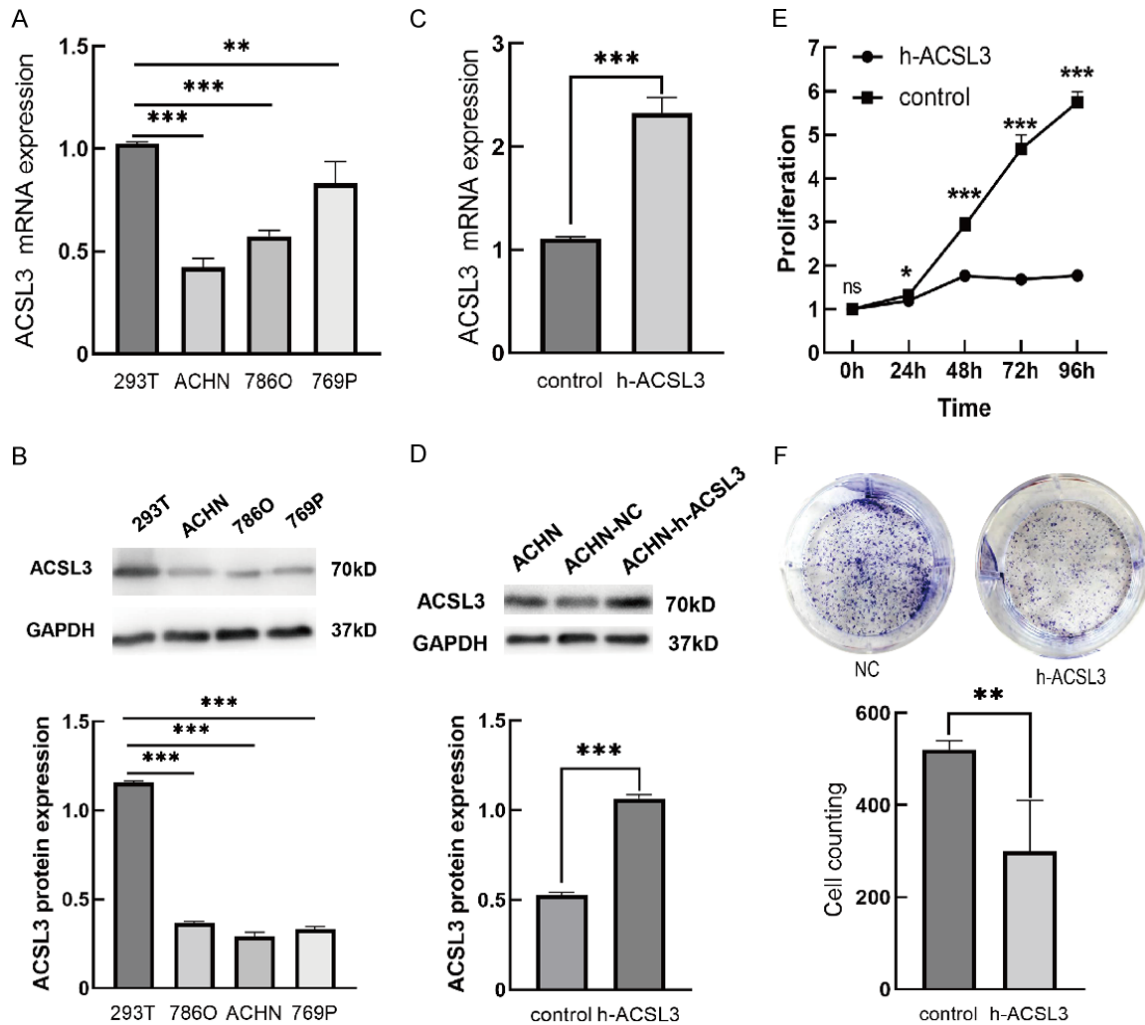 A
ACSL3 mRNA expression
1.5
1.0
0.5
0
**
***
***
293T ACHN 786O 769P
C
ACSL3 mRNA expression
3
2
1
0
***
control h-ACSL3
E
Proliferation
7
6
5
4
3
2
1
0
h-ACSL3
control
ns
*
***
***
***
0h 24h 48h 72h 96h
Time
B
293T ACHN 786O 769P
ACSL3 70kD
GAPDH 37kD
ACSL3 protein expression
1.5
1.0
0.5
0
***
***
***
293T 786O ACHN 769P
D
ACHN ACHN-NC ACHN-h-ACSL3
ACSL3 70kD
GAPDH 37kD
ACSL3 protein expression
1.5
1.0
0.5
0
***
control h-ACSL3
F
NC h-ACSL3
Cell counting
600
400
200
0
**
control h-ACSL3